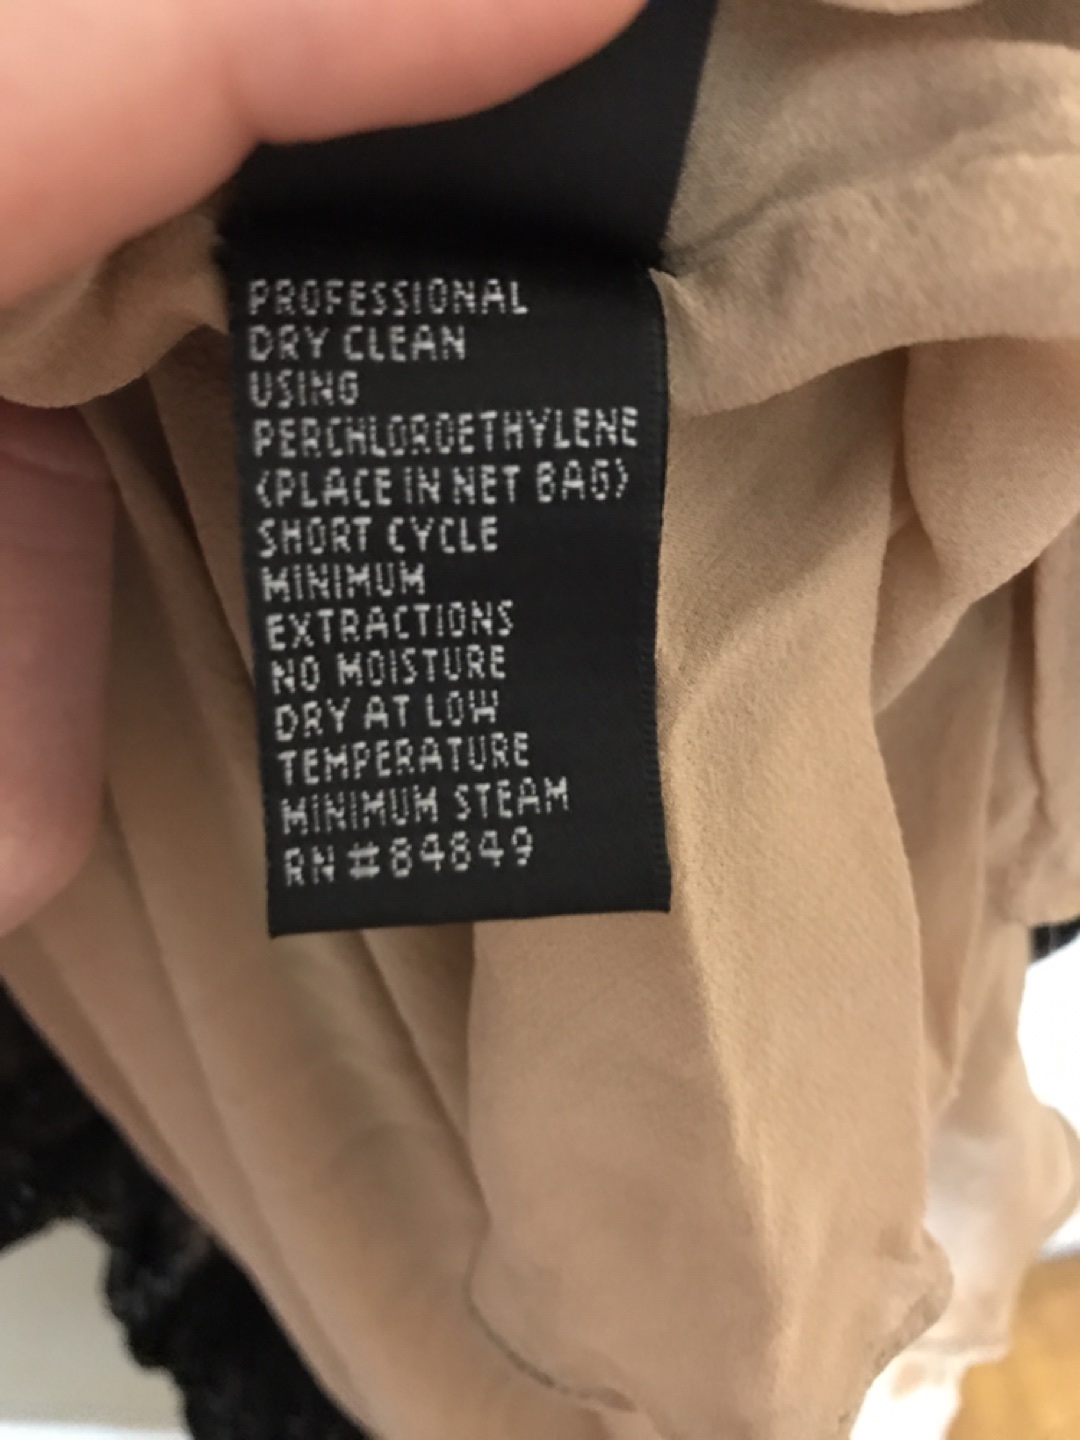 PROFESSIONAL
DRY CLEAN
USING
PERCHLOROETHYLENE
(PLACE IN NET BAG)
SHORT CYCLE
MINIMUM
EXTRACTIONS
NO MOISTURE
DRY AT LOW
TEMPERATURE
MINIMUM STEAM
RN #84849